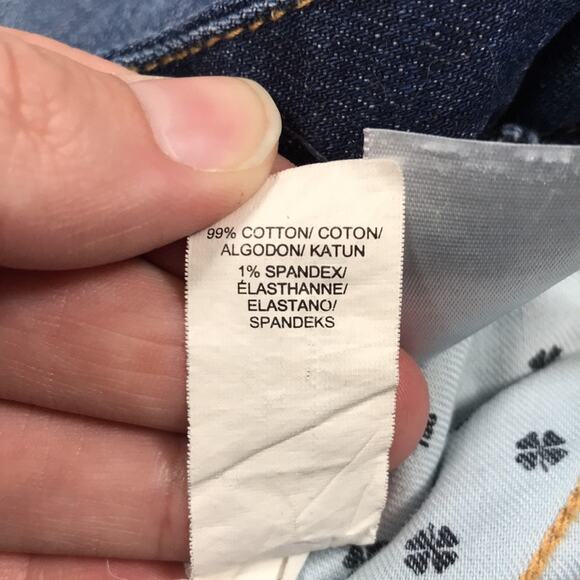 99% COTTON/ COTON/
ALGODON/ KATUN
1% SPANDEX/
ÉLASTHANNE/
ELASTANO/
SPANDEKS